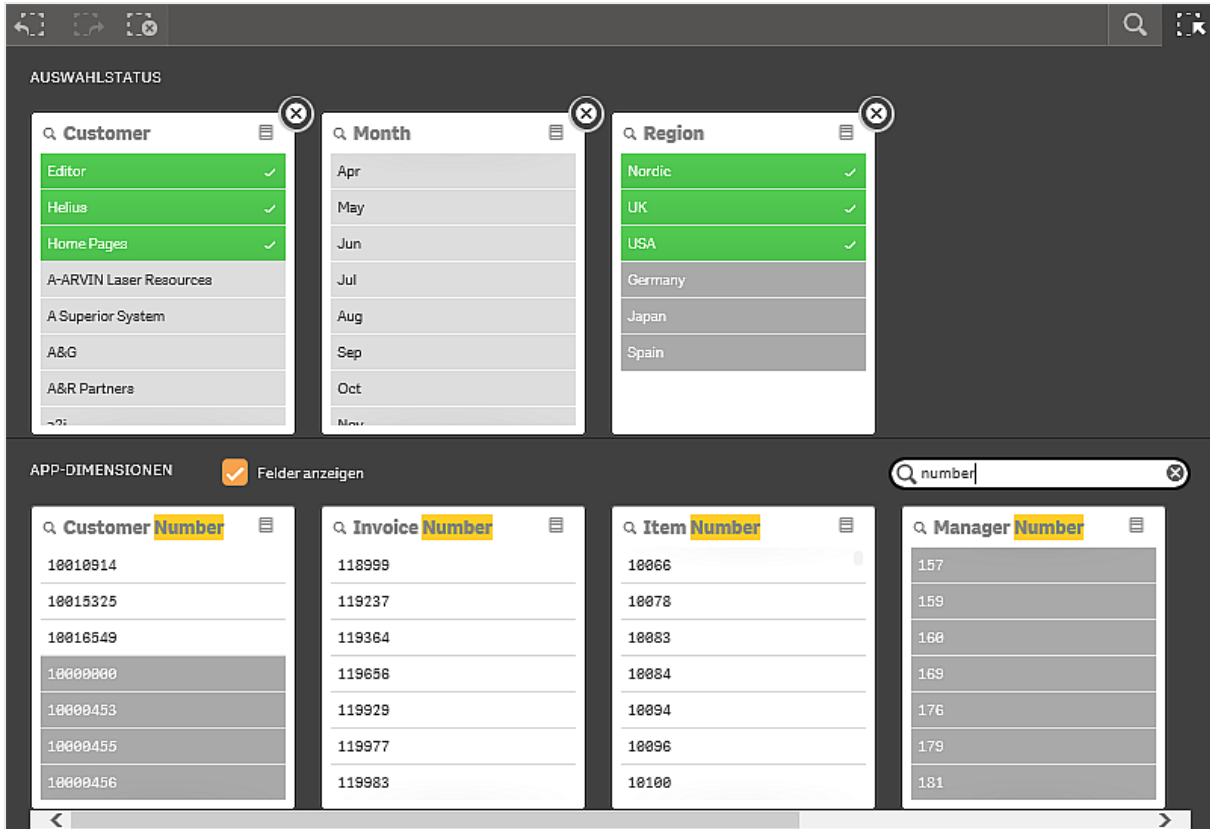 AUSWAHLSTATUS
Customer
Editor
Helius
Home Pages
A-ARVIN Laser Resources
A Superior System
A&G
A&R Partners
Month
Apr
May
Jun
Jul
Aug
Sep
Oct
Nov
Region
Nordic
UK
USA
Germany
Japan
Spain
APP-DIMENSIONEN
Felder anzeigen
number
Customer Number
10010914
10015325
10016549
10000000
10000453
10000455
10000456
Invoice Number
118999
119237
119364
119656
119929
119977
119983
Item Number
10066
10078
10083
10084
10094
10096
10100
Manager Number
157
159
160
169
176
179
181